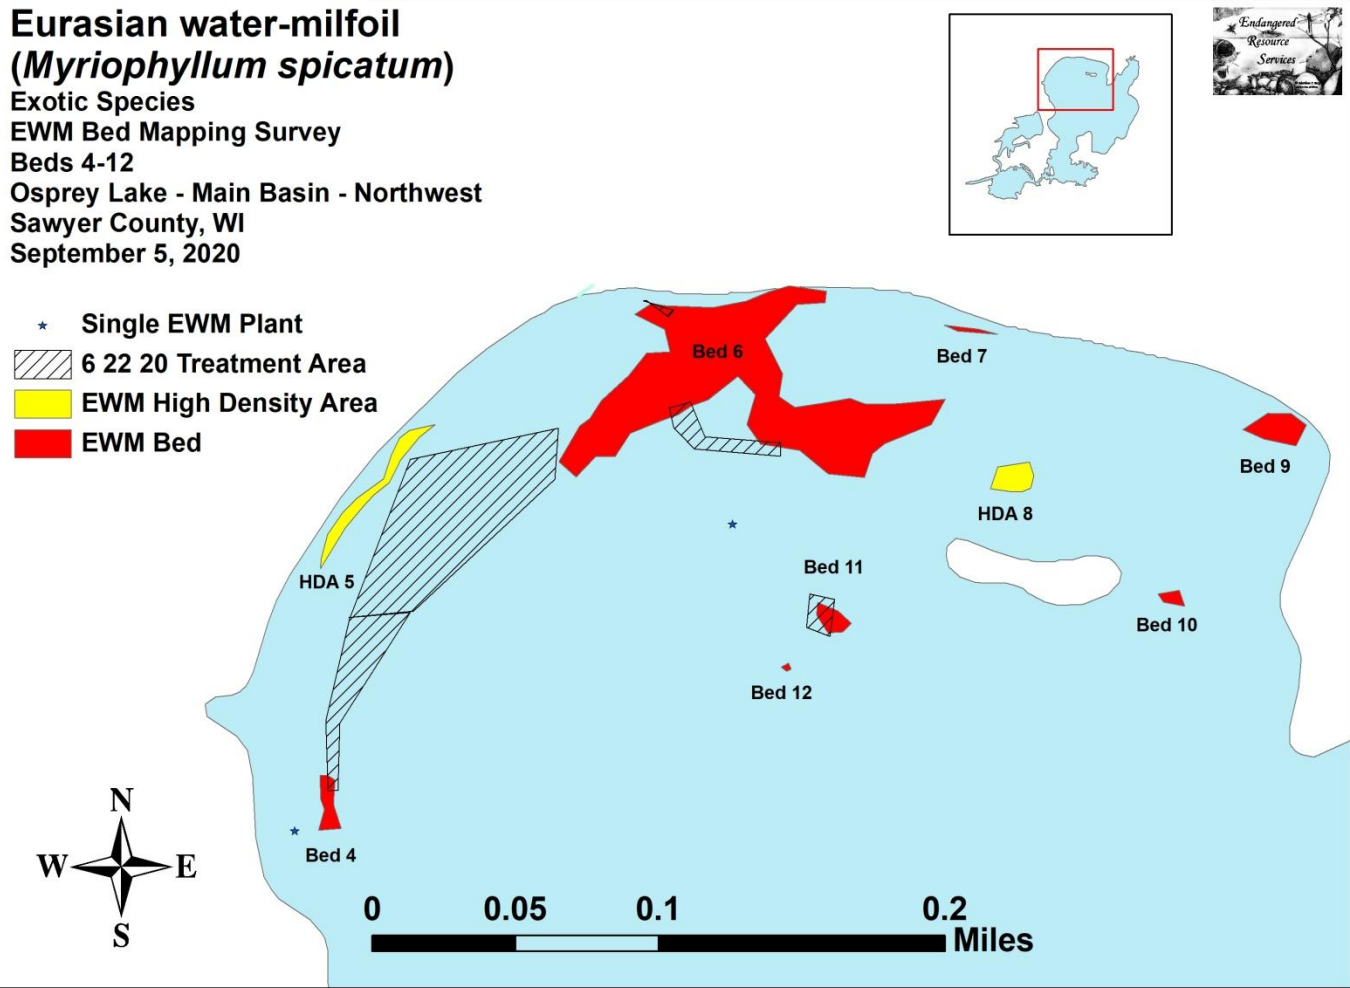 Eurasian water-milfoil
(Myriophyllum spicatum)
Exotic Species
EWM Bed Mapping Survey
Beds 4-12
Osprey Lake - Main Basin - Northwest
Sawyer County, WI
September 5, 2020
Endangered
Resource
Services
Single EWM Plant
6 22 20 Treatment Area
EWM High Density Area
EWM Bed
Bed 6
Bed 7
Bed 9
HDA 8
HDA 5
Bed 11
Bed 10
Bed 12
Bed 4
N
W E
S
0 0.05 0.1 0.2
Miles